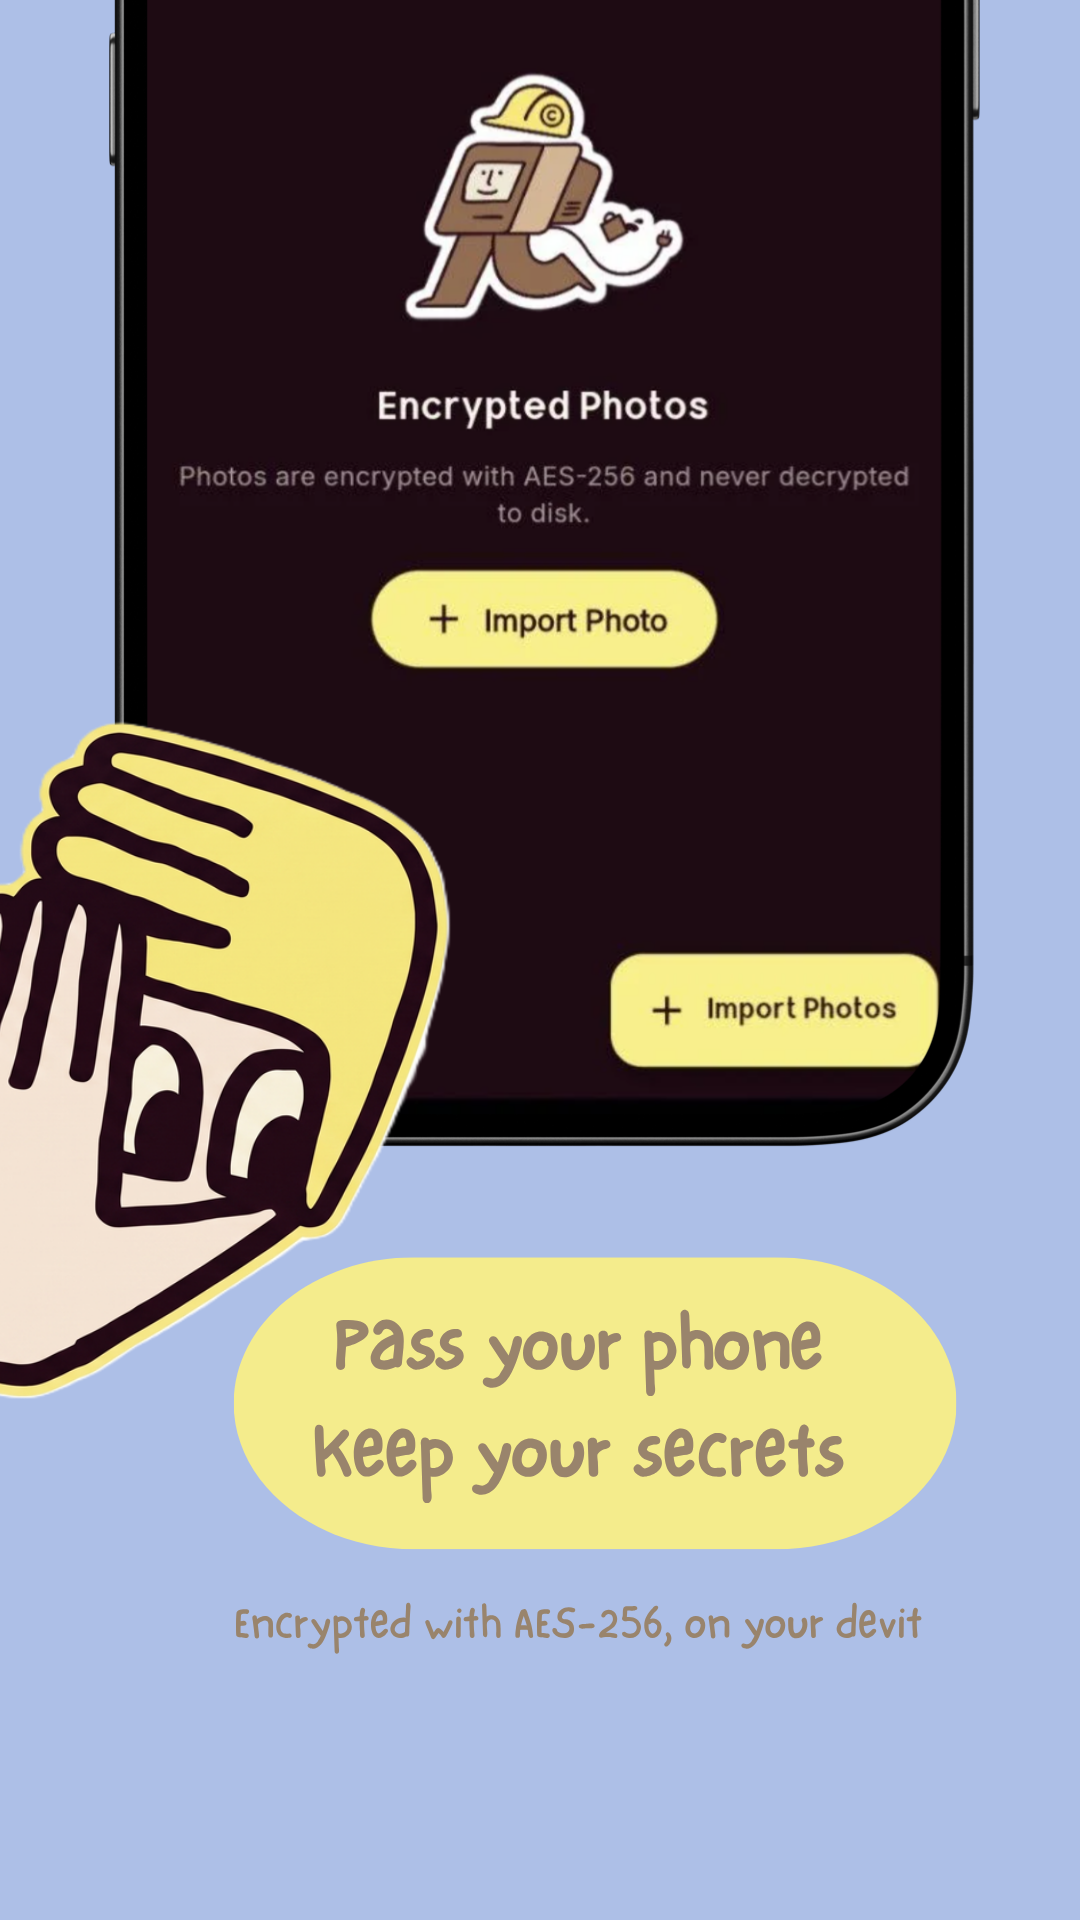 ©
Encrypted Photos
Photos are encrypted with AES-256 and never decrypted
to disk.
+ Import Photo
+ Import Photos
Pass your phone
keep your secrets
Encrypted with AES-256, on your devit